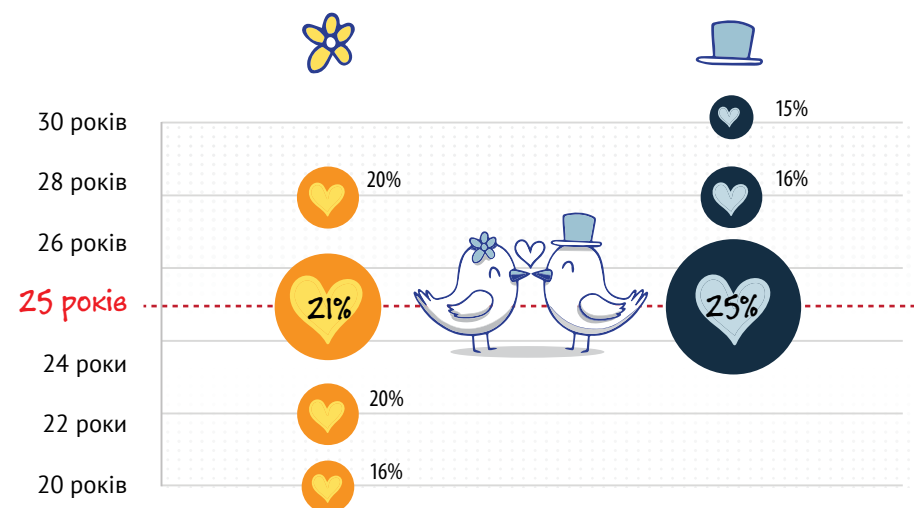 30 років
15%
28 років
20%
16%
26 років
25 років
21%
25%
24 роки
20%
22 роки
16%
20 років